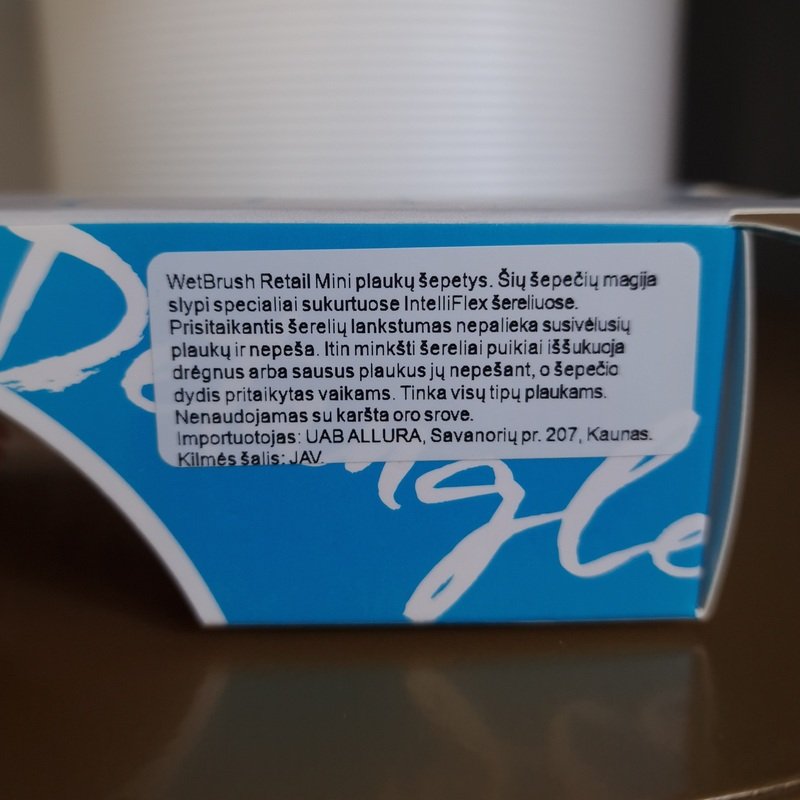 WetBrush Retail Mini plaukų šepetys. Šių šepečių magija
slypi specialiai sukurtuose IntelliFlex šereliuose.
Prisitaikantis šerelių lankstumas nepalieka susivėlusių
plaukų ir nepeša. Itin minkšti šereliai puikiai iššukuoja
drėgnus arba sausus plaukus jų nepešant, o šepečio
dydis pritaikytas vaikams. Tinka visų tipų plaukams.
Nenaudojamas su karšta oro srove.
Importuotojas: UAB ALLURA, Savanorių pr. 207, Kaunas.
Kilmės šalis: JAV.